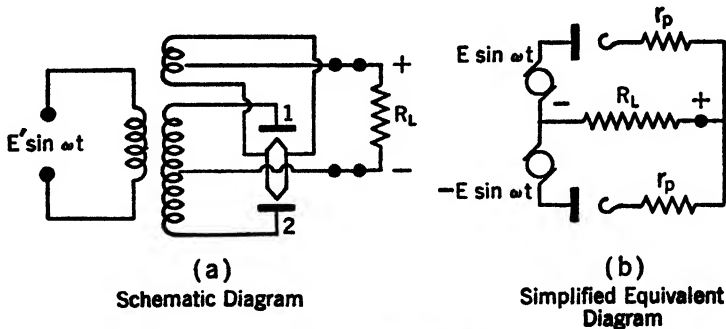 E′sin ωt
1
2
+
R_L
−
(a)
Schematic Diagram
E sin ωt
r_p
−
R_L
+
−E sin ωt
r_p
(b)
Simplified Equivalent
Diagram